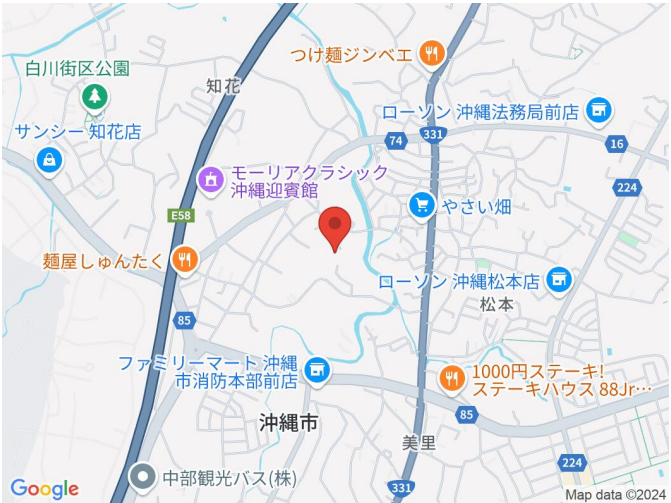 つけ麺ジンベエ
白川街区公園
知花
ローソン 沖縄法務局前店
サンシー 知花店
331
74
16
モーリアクラシック
沖縄迎賓館
224
E58
やさい畑
麺屋しゅんたく
ローソン 沖縄松本店
松本
85
ファミリーマート 沖縄
市消防本部前店
1000円ステーキ!
ステーキハウス 88Jr…
沖縄市
85
美里
224
中部観光バス(株)
331
Google
Map data ©2024